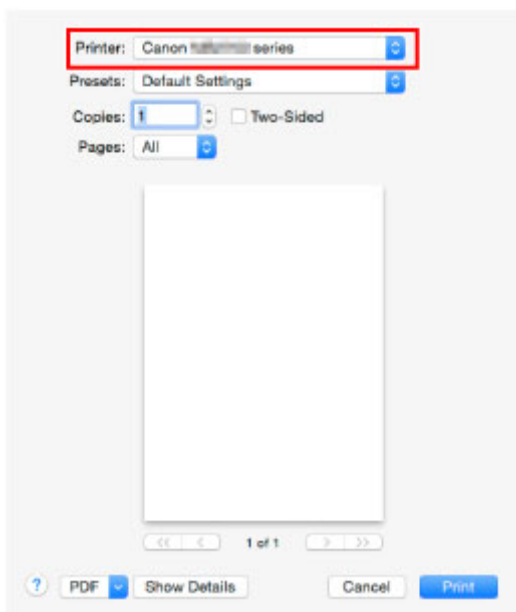 Printer: Canon series
Presets: Default Settings
Copies: 1 Two-Sided
Pages: All
<< < 1 of 1 > >>
? PDF Show Details Cancel Print